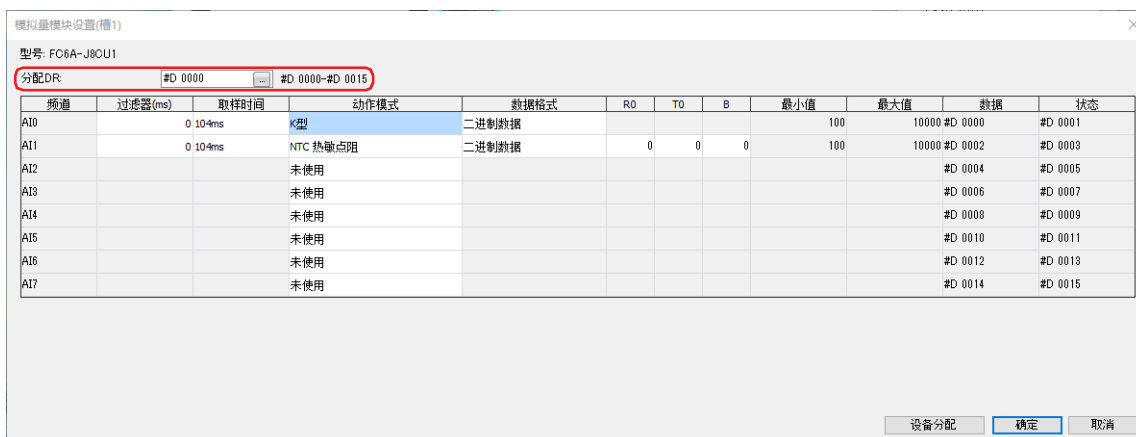 模拟量模块设置(槽1)
型号: FC6A-J8CU1
分配DR: #D 0000 ... #D 0000-#D 0015
频道 过滤器(ms) 取样时间 动作模式 数据格式 R0 T0 B 最小值 最大值 数据 状态
AI0 0 104ms K型 二进制数据 100 10000 #D 0000 #D 0001
AI1 0 104ms NTC 热敏点阻 二进制数据 0 0 0 100 10000 #D 0002 #D 0003
AI2 未使用 #D 0004 #D 0005
AI3 未使用 #D 0006 #D 0007
AI4 未使用 #D 0008 #D 0009
AI5 未使用 #D 0010 #D 0011
AI6 未使用 #D 0012 #D 0013
AI7 未使用 #D 0014 #D 0015
设备分配 确定 取消